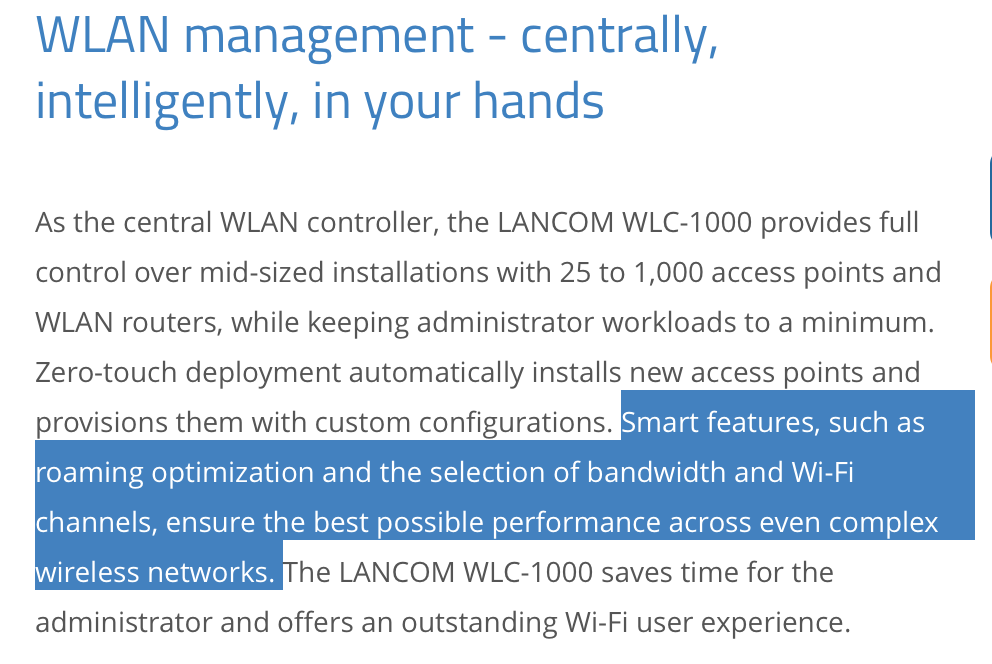 WLAN management - centrally,
intelligently, in your hands
As the central WLAN controller, the LANCOM WLC-1000 provides full
control over mid-sized installations with 25 to 1,000 access points and
WLAN routers, while keeping administrator workloads to a minimum.
Zero-touch deployment automatically installs new access points and
provisions them with custom configurations. Smart features, such as
roaming optimization and the selection of bandwidth and Wi-Fi
channels, ensure the best possible performance across even complex
wireless networks. The LANCOM WLC-1000 saves time for the
administrator and offers an outstanding Wi-Fi user experience.